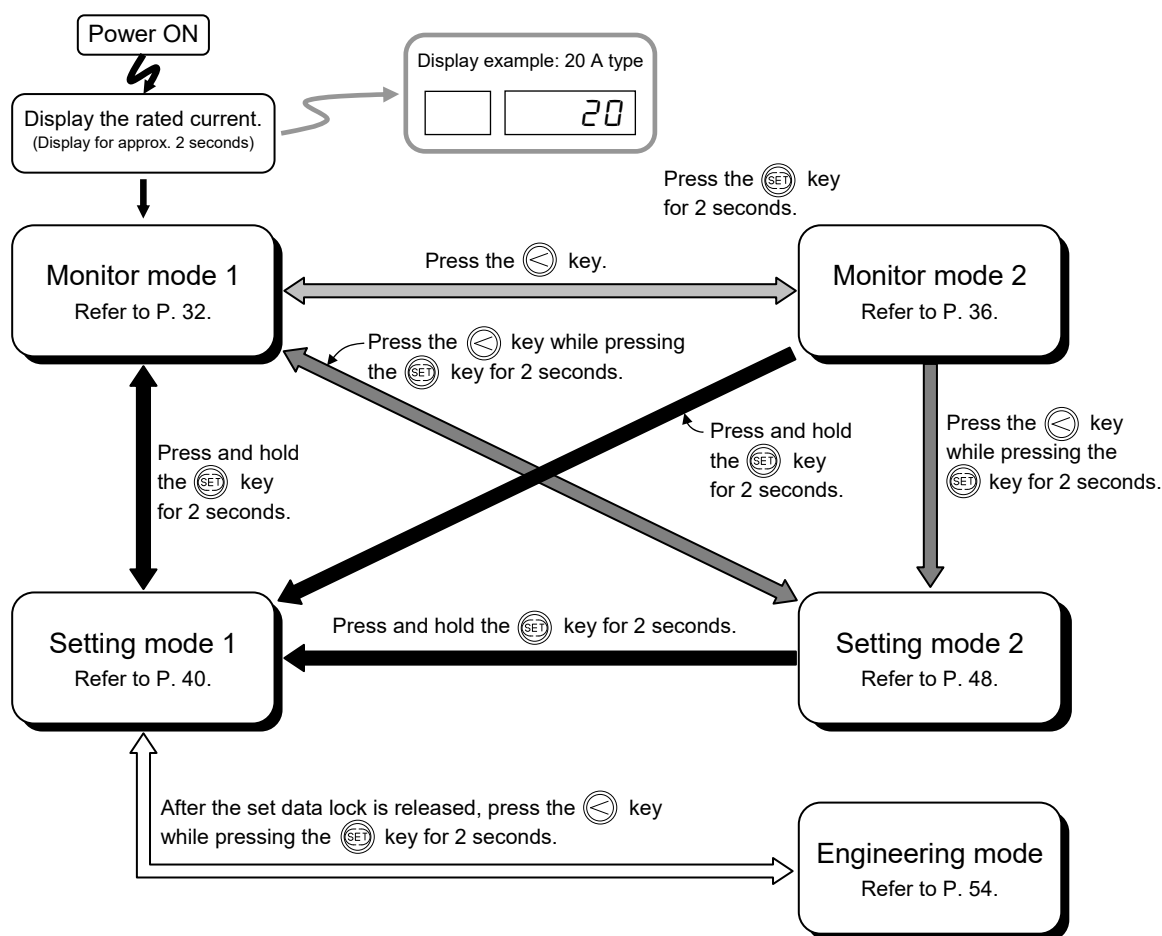 Power ON
Display the rated current.
(Display for approx. 2 seconds)
Display example: 20 A type
20
Press the SET key
for 2 seconds.
Monitor mode 1
Refer to P. 32.
Press the < key.
Monitor mode 2
Refer to P. 36.
Press the < key while pressing
the SET key for 2 seconds.
Press and hold
the SET key
for 2 seconds.
Press and hold
the SET key
for 2 seconds.
Press the < key
while pressing the
SET key for 2 seconds.
Setting mode 1
Refer to P. 40.
Press and hold the SET key for 2 seconds.
Setting mode 2
Refer to P. 48.
After the set data lock is released, press the < key
while pressing the SET key for 2 seconds.
Engineering mode
Refer to P. 54.